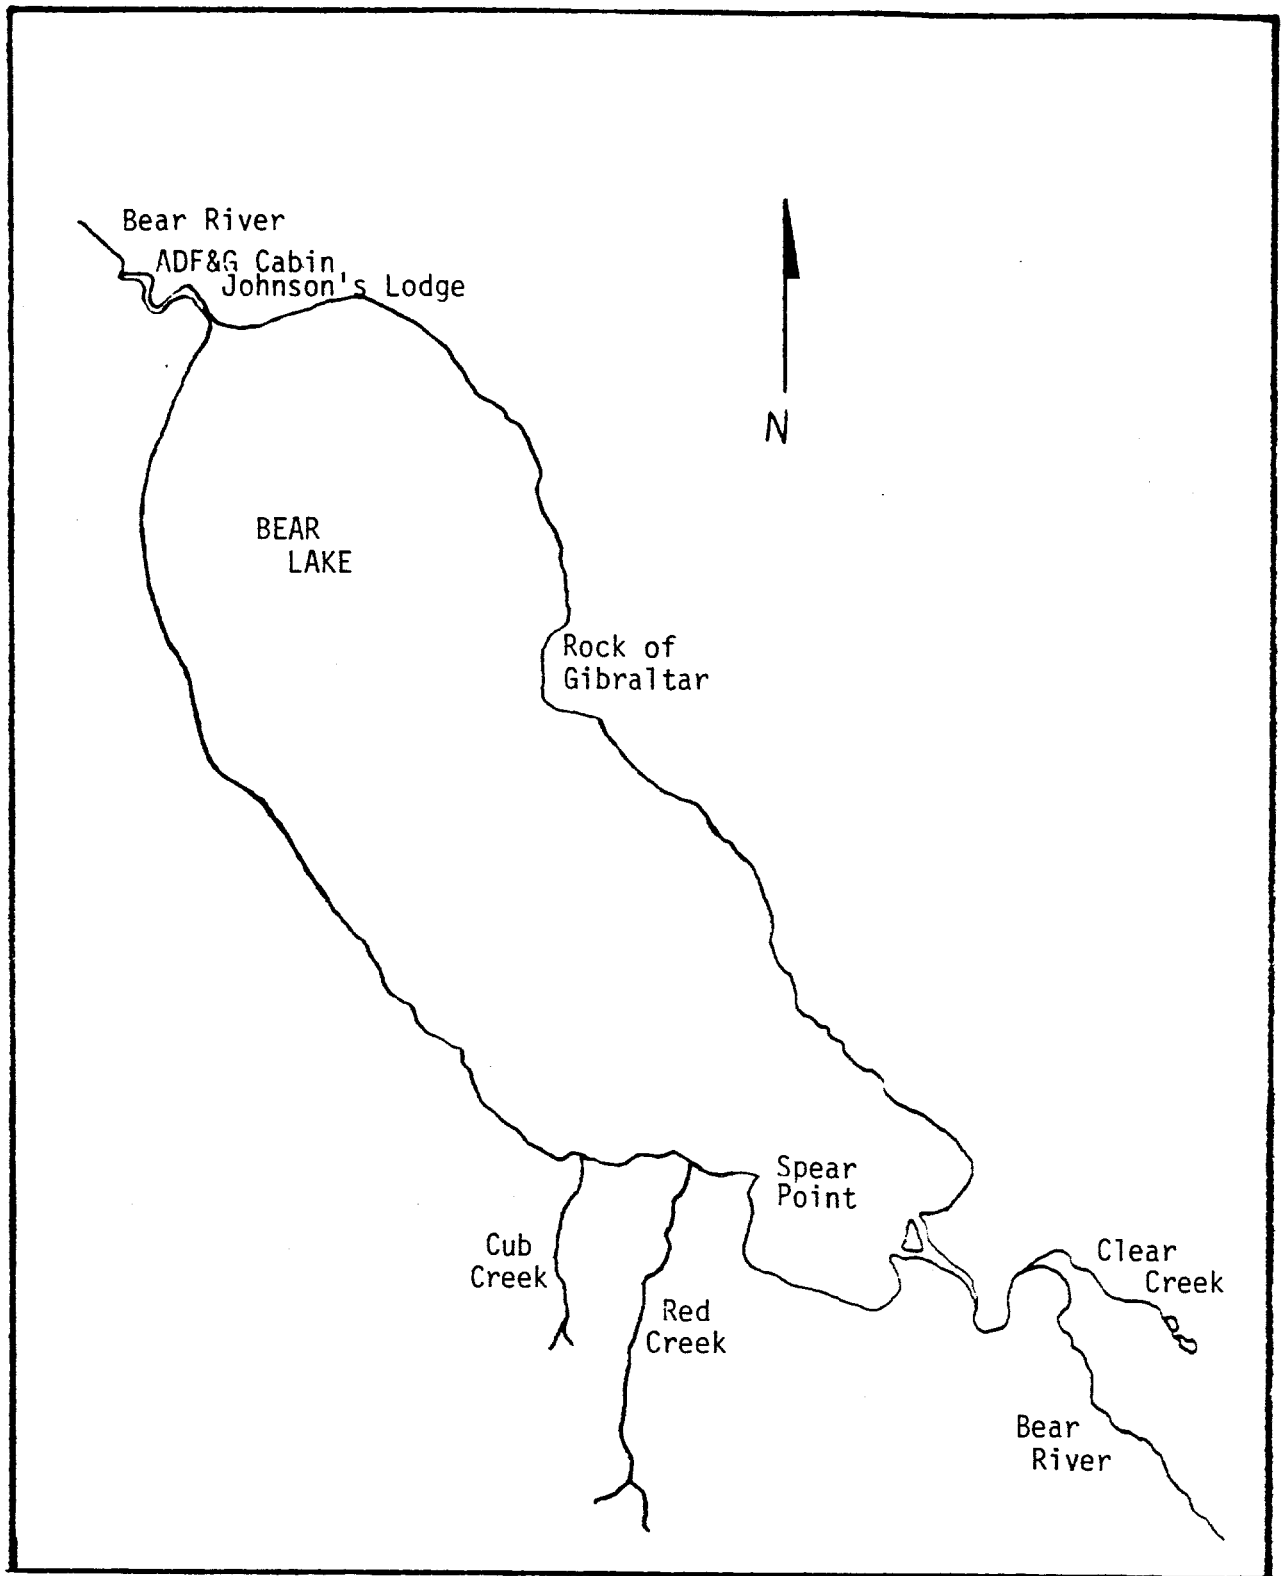 Bear River
ADF&G Cabin
Johnson's Lodge
N
BEAR
LAKE
Rock of
Gibraltar
Spear
Point
Cub
Creek
Clear
Creek
Red
Creek
Bear
River